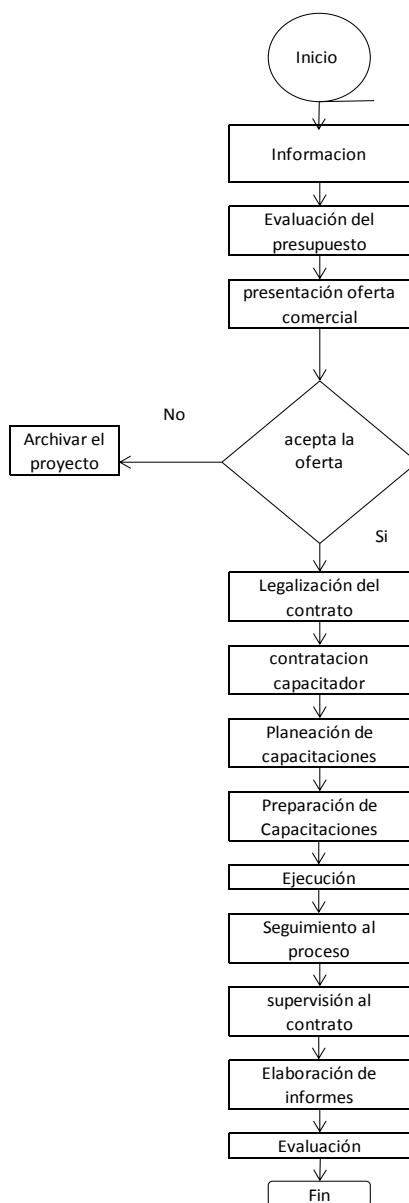 Inicio
Informacion
Evaluación del
presupuesto
presentación oferta
comercial
No
Archivar el
proyecto
acepta la
oferta
Si
Legalización del
contrato
contratacion
capacitador
Planeación de
capacitaciones
Preparación de
Capacitaciones
Ejecución
Seguimiento al
proceso
supervisión al
contrato
Elaboración de
informes
Evaluación
Fin